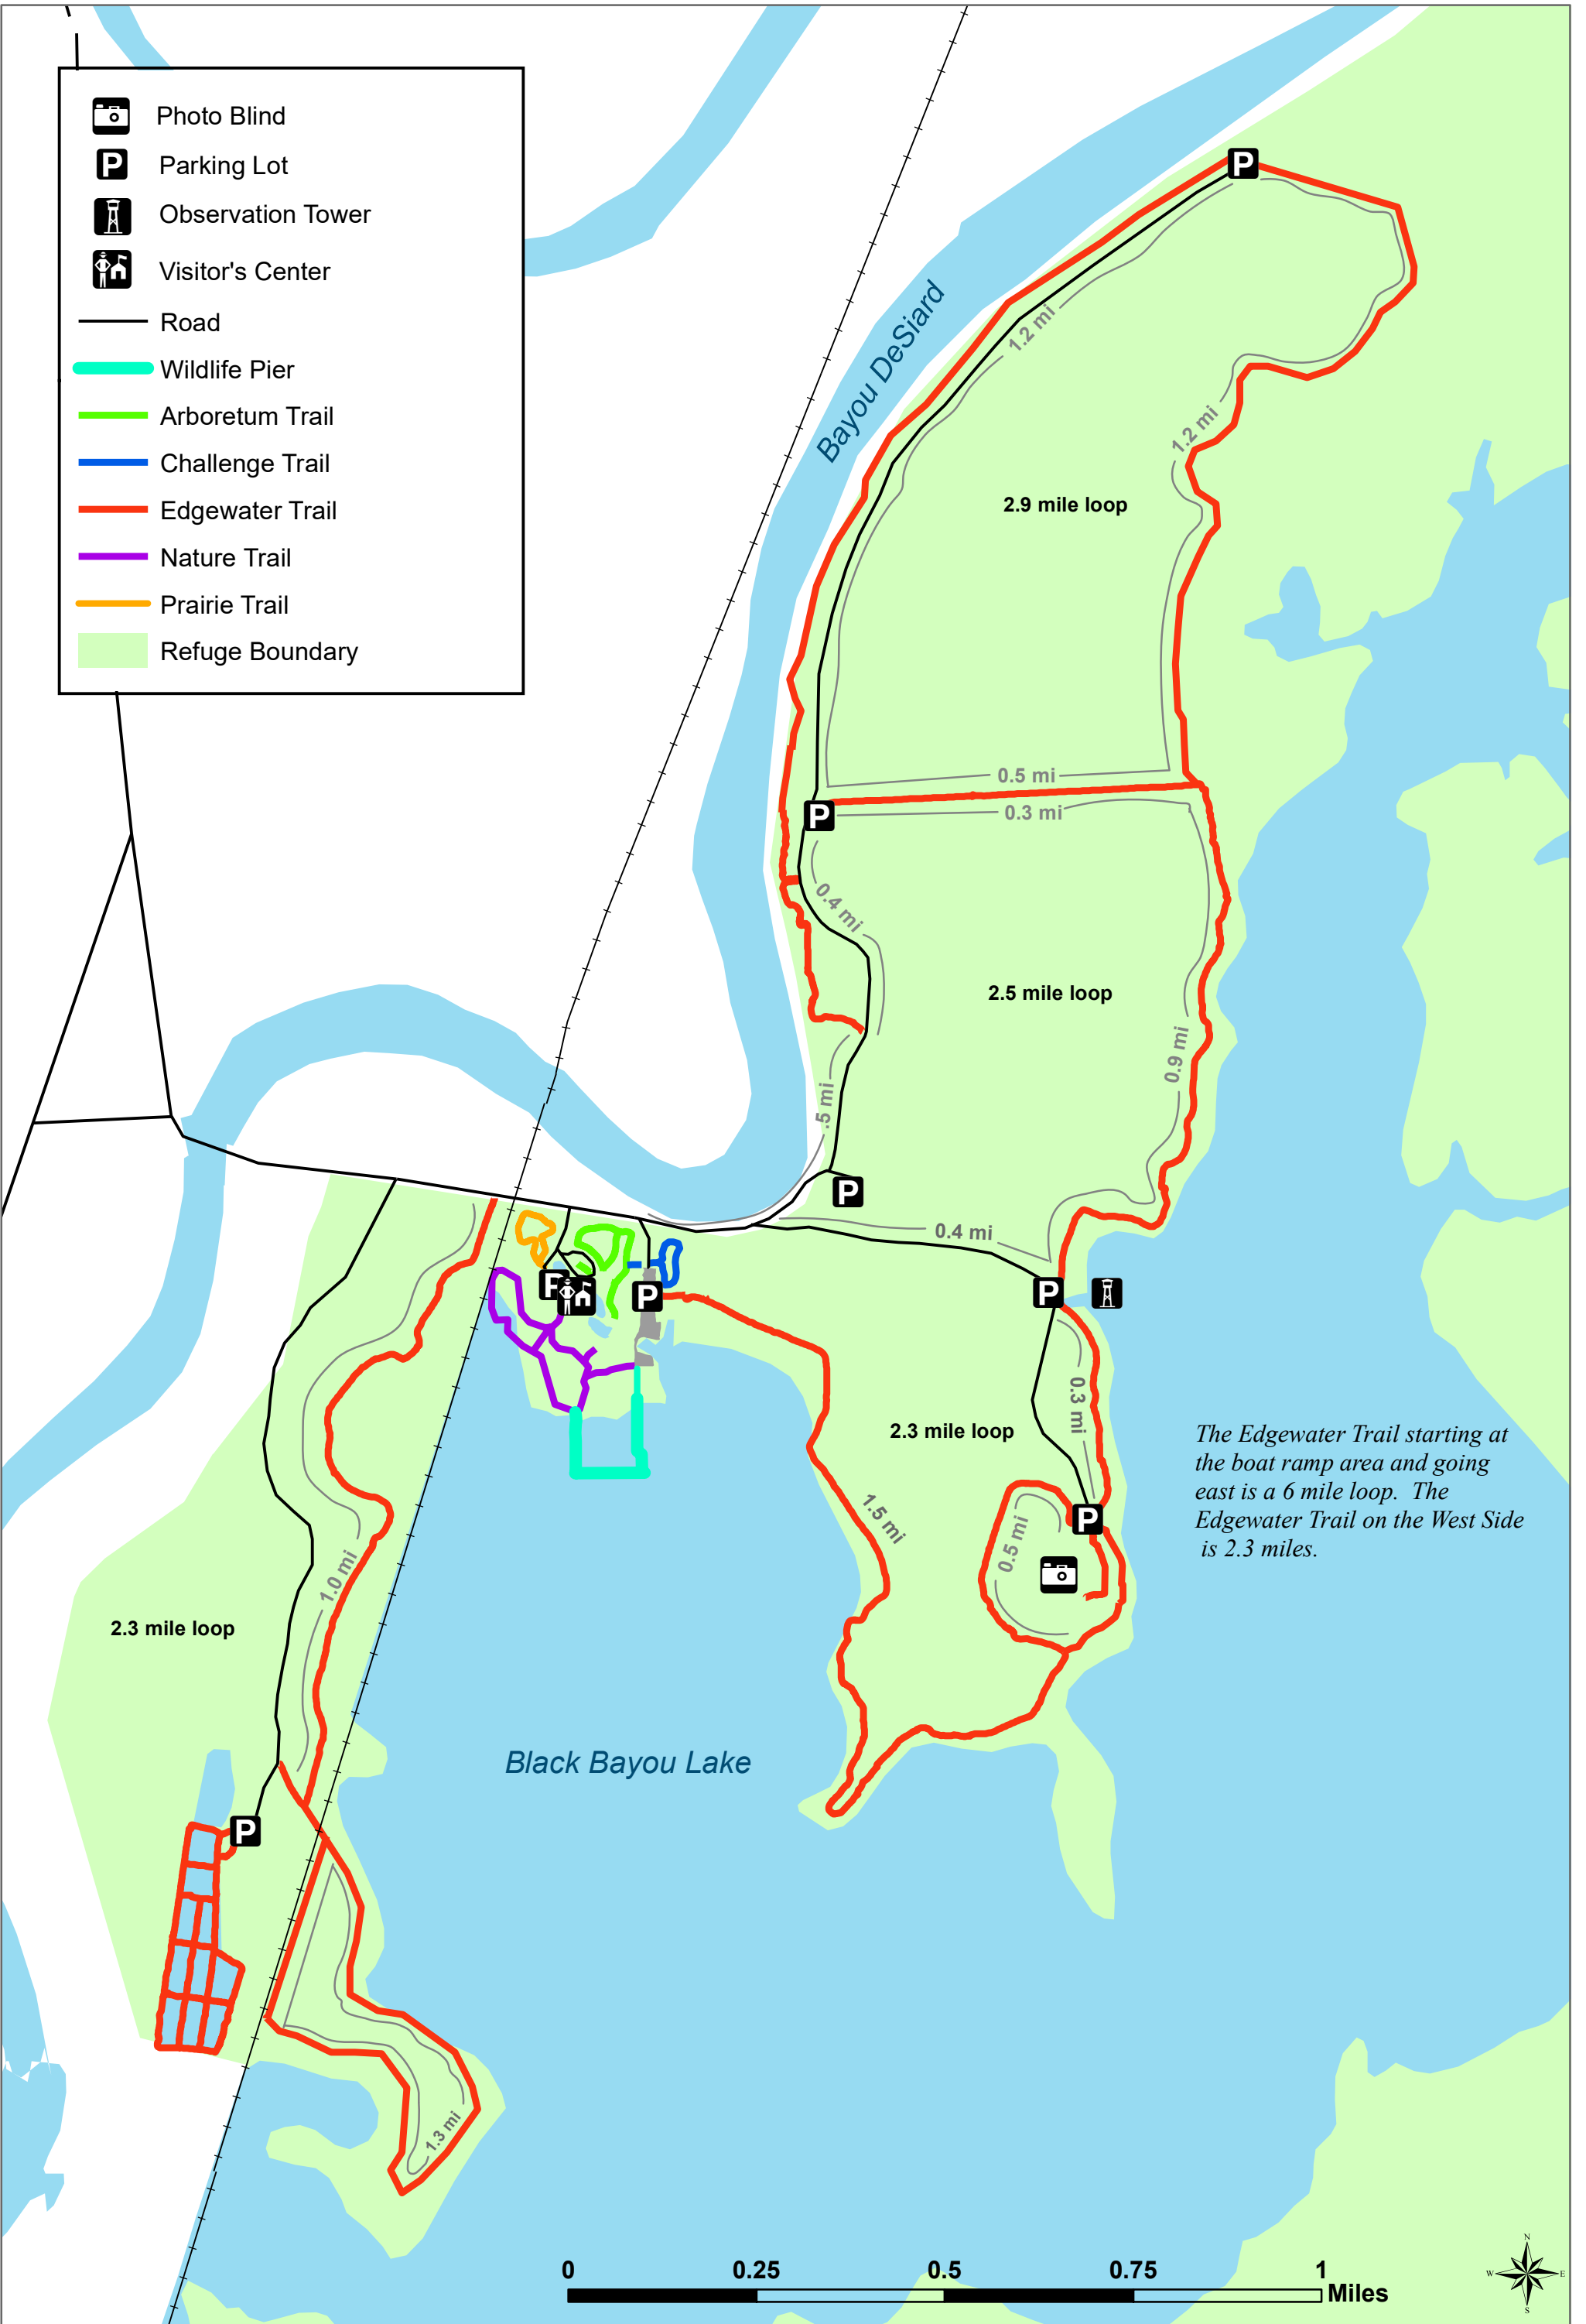 Photo Blind
P
Parking Lot
Observation Tower
Visitor's Center
Road
Wildlife Pier
Arboretum Trail
Challenge Trail
Edgewater Trail
Nature Trail
Prairie Trail
Refuge Boundary
P
Bayou DeSiard
1.2 mi
1.2 mi
2.9 mile loop
0.5 mi
P
0.3 mi
0.4 mi
2.5 mile loop
0.9 mi
.5 mi
P
0.4 mi
P
P
P
0.3 mi
2.3 mile loop
The Edgewater Trail starting at
the boat ramp area and going
east is a 6 mile loop. The
Edgewater Trail on the West Side
is 2.3 miles.
1.5 mi
P
0.5 mi
1.0 mi
2.3 mile loop
Black Bayou Lake
P
1.3 mi
0 0.25 0.5 0.75 1
Miles
N
W E
S